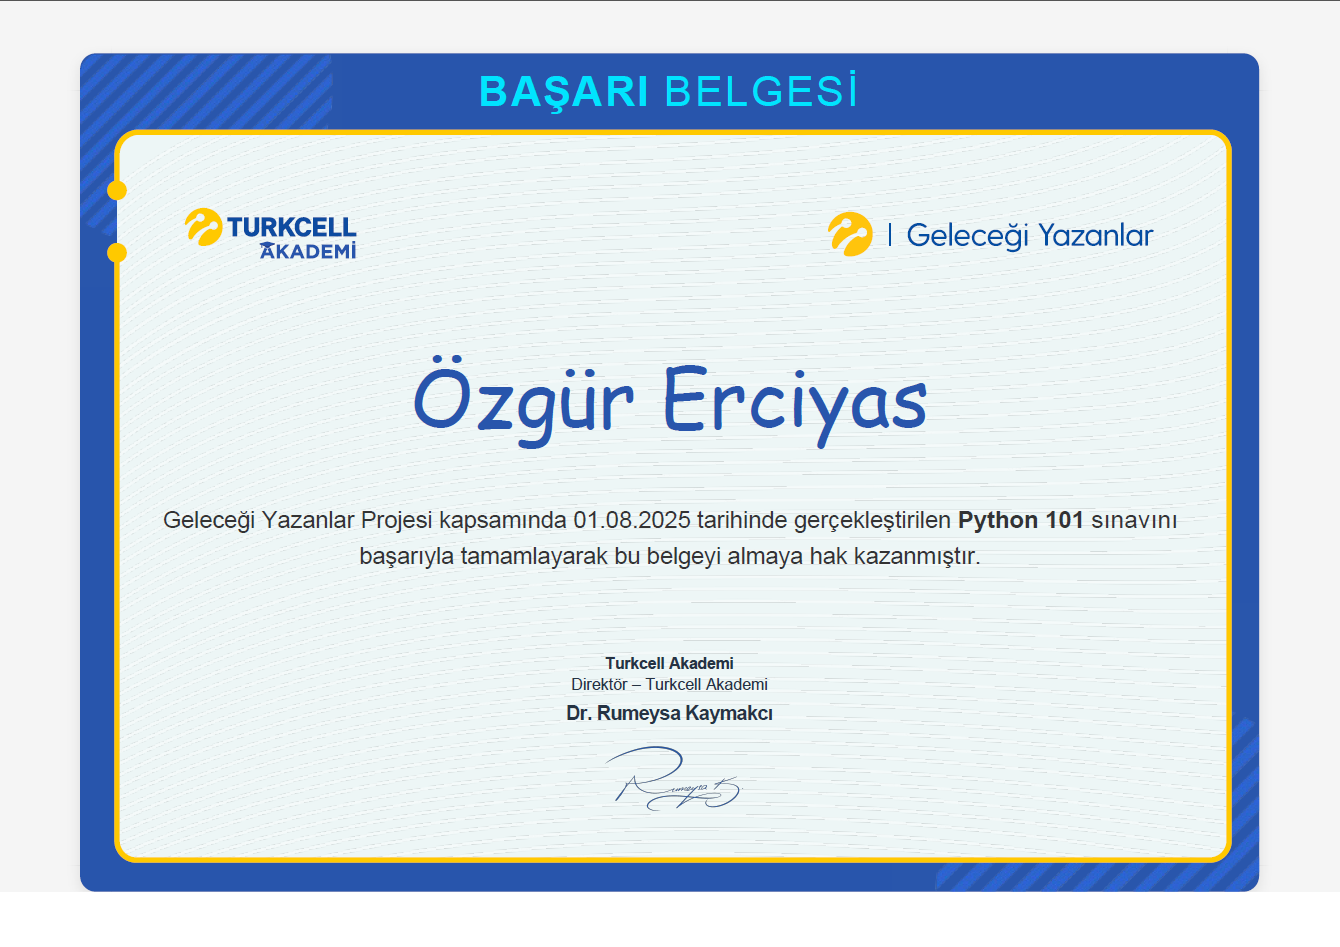 BAŞARI BELGESİ
TURKCELL
AKADEMİ
Geleceği Yazanlar
Özgür Erciyas
Geleceği Yazanlar Projesi kapsamında 01.08.2025 tarihinde gerçekleştirilen Python 101 sınavını
başarıyla tamamlayarak bu belgeyi almaya hak kazanmıştır.
Turkcell Akademi
Direktör – Turkcell Akademi
Dr. Rumeysa Kaymakcı
Rumeysa K